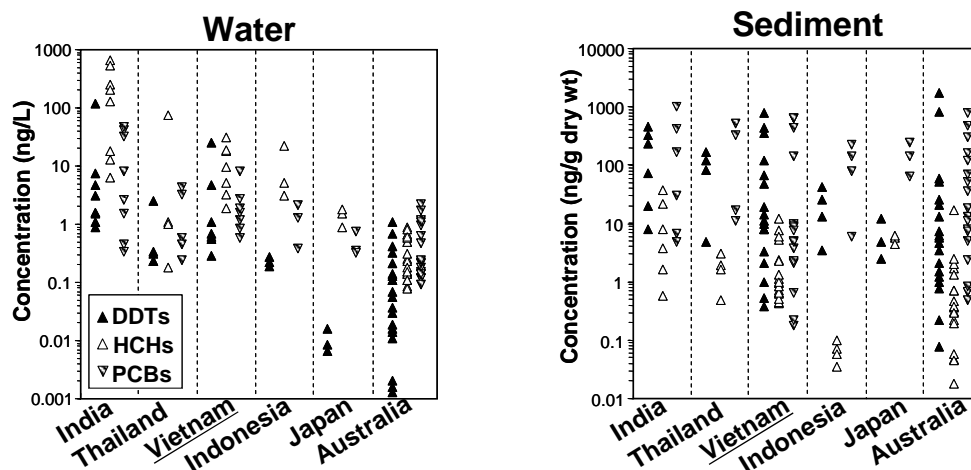 Water
Concentration (ng/L)
1000
100
10
1
0.1
0.01
0.001
DDTs
HCHs
PCBs
India
Thailand
Vietnam
Indonesia
Japan
Australia
Sediment
Concentration (ng/g dry wt)
10000
1000
100
10
1
0.1
0.01
India
Thailand
Vietnam
Indonesia
Japan
Australia